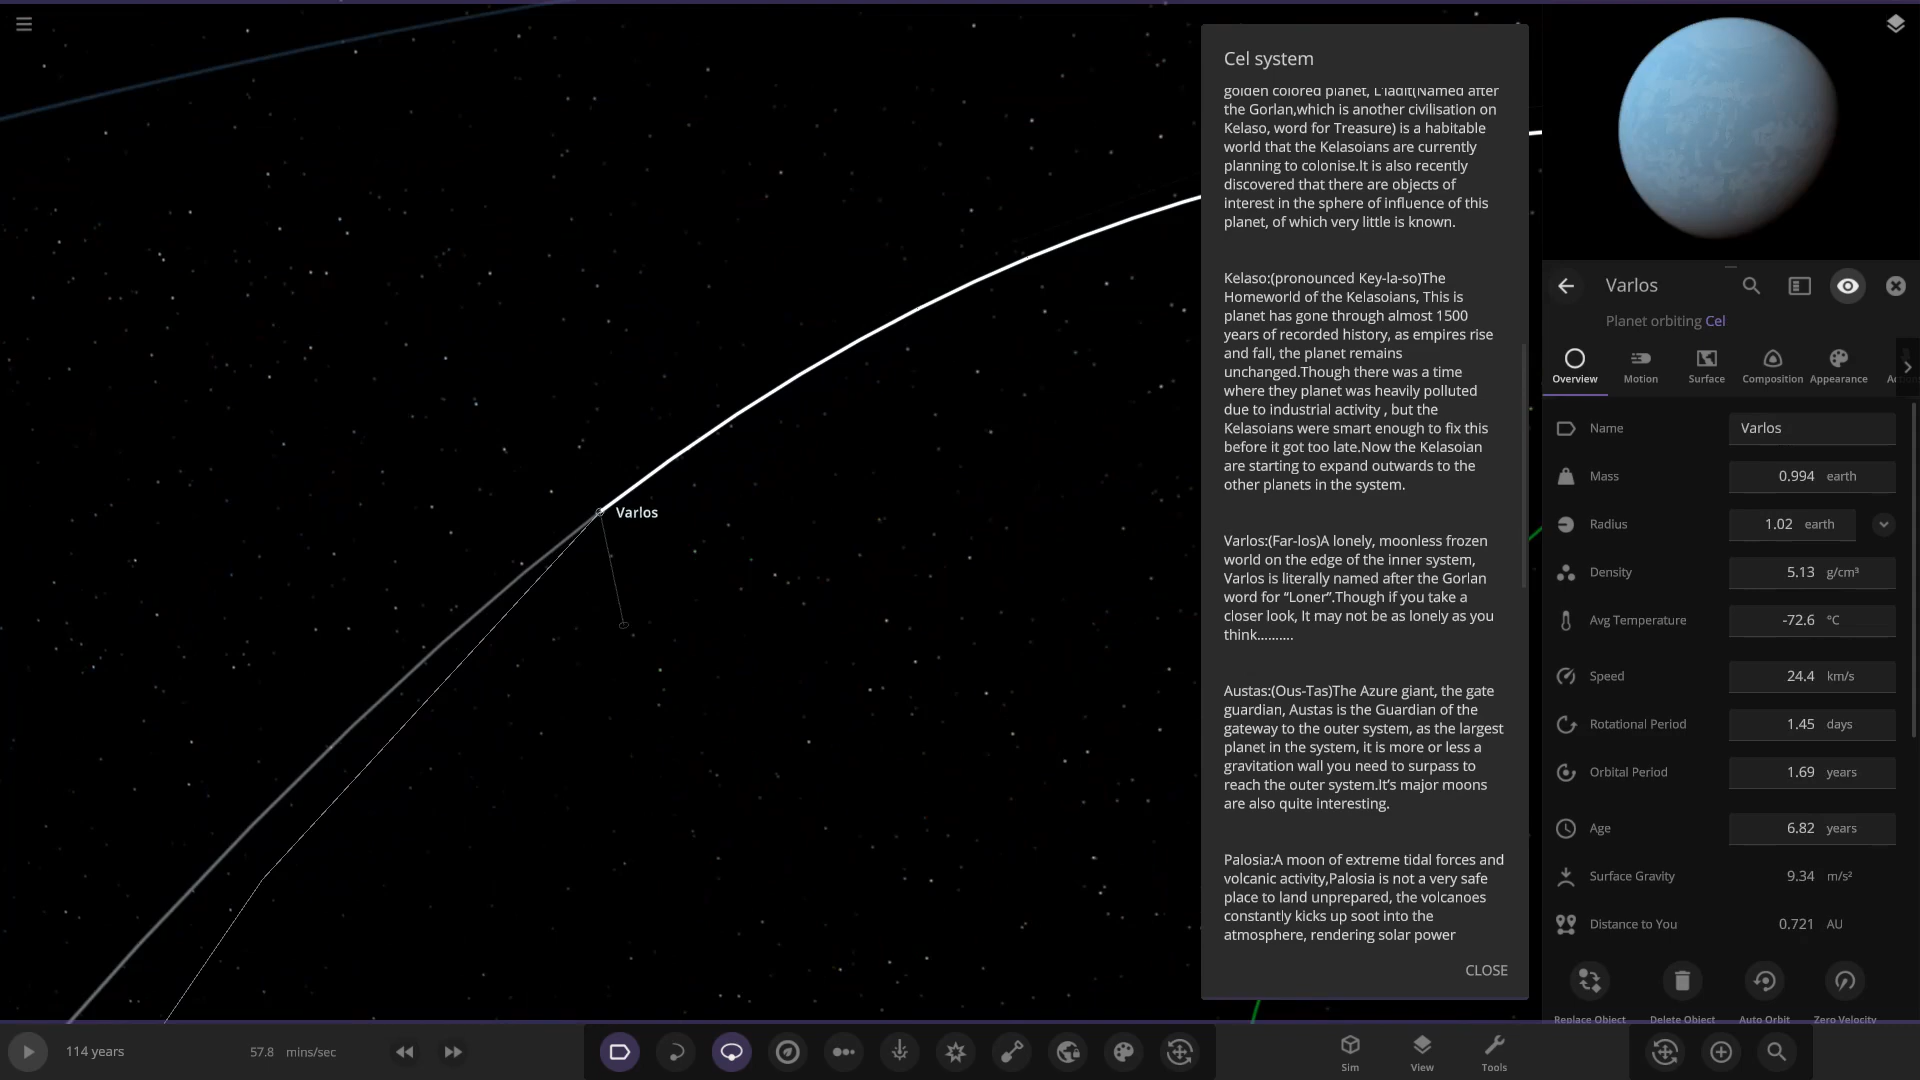 Cel system
golden colored planet, L'ladit(Named after
the Gorlan,which is another civilisation on
Kelaso, word for Treasure) is a habitable
world that the Kelasoians are currently
planning to colonise.It is also recently
discovered that there are objects of
interest in the sphere of influence of this
planet, of which very little is known.
Kelaso:(pronounced Key-la-so)The
Homeworld of the Kelasoians, This is
planet has gone through almost 1500
years of recorded history, as empires rise
and fall, the planet remains
unchanged.Though there was a time
where they planet was heavily polluted
due to industrial activity , but the
Kelasoians were smart enough to fix this
before it got too late.Now the Kelasoian
are starting to expand outwards to the
other planets in the system.
Varlos:(Far-los)A lonely, moonless frozen
world on the edge of the inner system,
Varlos is literally named after the Gorlan
word for “Loner”.Though if you take a
closer look, It may not be as lonely as you
think..........
Austas:(Ous-Tas)The Azure giant, the gate
guardian, Austas is the Guardian of the
gateway to the outer system, as the largest
planet in the system, it is more or less a
gravitation wall you need to surpass to
reach the outer system.It’s major moons
are also quite interesting.
Palosia:A moon of extreme tidal forces and
volcanic activity,Palosia is not a very safe
place to land unprepared, the volcanoes
constantly kicks up soot into the
atmosphere, rendering solar power
CLOSE
Varlos
Varlos
Planet orbiting Cel
Overview Motion Surface Composition Appearance
Name Varlos
Mass 0.994 earth
Radius 1.02 earth
Density 5.13 g/cm³
Avg Temperature -72.6 °C
Speed 24.4 km/s
Rotational Period 1.45 days
Orbital Period 1.69 years
Age 6.82 years
Surface Gravity 9.34 m/s²
Distance to You 0.721 AU
Replace Object Delete Object Auto Orbit Zero Velocity
114 years 57.8 mins/sec Sim View Tools